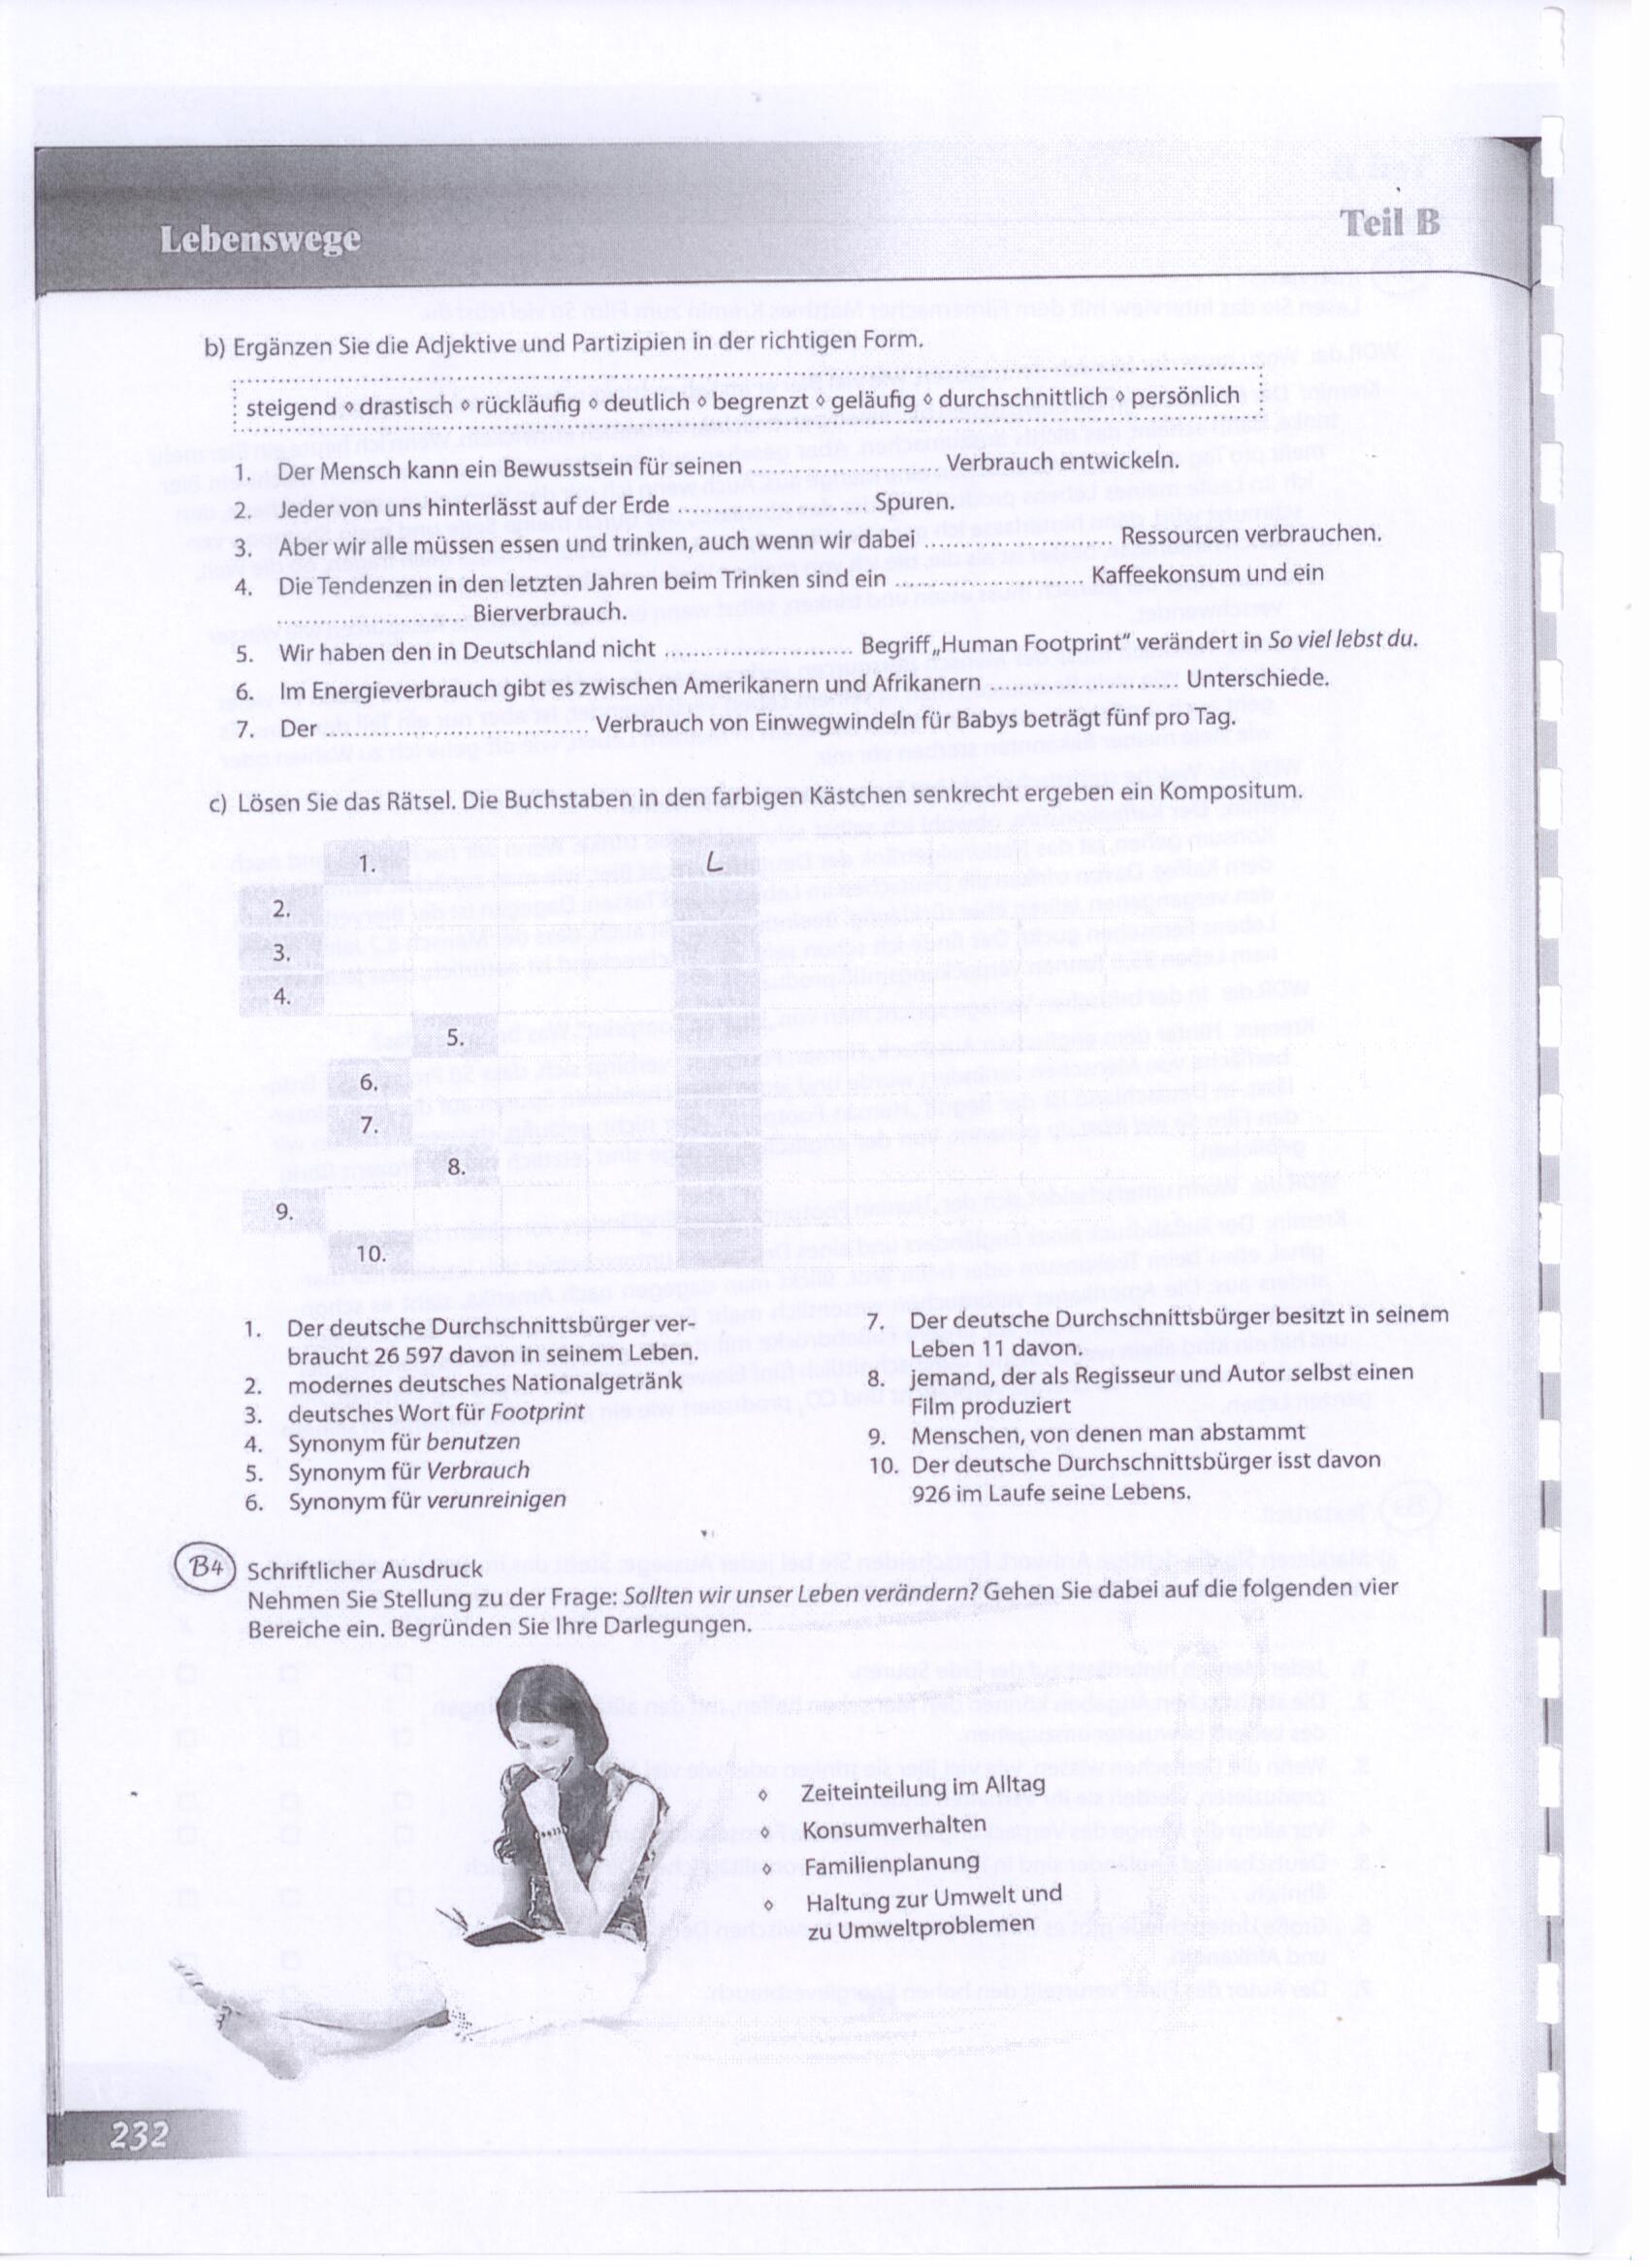 Lebenswege
Teil B
b) Ergänzen Sie die Adjektive und Partizipien in der richtigen Form.
steigend ⋄ drastisch ⋄ rückläufig ⋄ deutlich ⋄ begrenzt ⋄ geläufig ⋄ durchschnittlich ⋄ persönlich
1. Der Mensch kann ein Bewusstsein für seinen ........................... Verbrauch entwickeln.
2. Jeder von uns hinterlässt auf der Erde ........................... Spuren.
3. Aber wir alle müssen essen und trinken, auch wenn wir dabei ........................... Ressourcen verbrauchen.
4. Die Tendenzen in den letzten Jahren beim Trinken sind ein ........................... Kaffeekonsum und ein
........................... Bierverbrauch.
5. Wir haben den in Deutschland nicht ........................... Begriff „Human Footprint“ verändert in So viel lebst du.
6. Im Energieverbrauch gibt es zwischen Amerikanern und Afrikanern ........................... Unterschiede.
7. Der ...................................... Verbrauch von Einwegwindeln für Babys beträgt fünf pro Tag.
c) Lösen Sie das Rätsel. Die Buchstaben in den farbigen Kästchen senkrecht ergeben ein Kompositum.
1. L
2.
3.
4.
5.
6.
7.
8.
9.
10.
1. Der deutsche Durchschnittsbürger ver-
braucht 26 597 davon in seinem Leben.
2. modernes deutsches Nationalgetränk
3. deutsches Wort für Footprint
4. Synonym für benutzen
5. Synonym für Verbrauch
6. Synonym für verunreinigen
7. Der deutsche Durchschnittsbürger besitzt in seinem
Leben 11 davon.
8. jemand, der als Regisseur und Autor selbst einen
Film produziert
9. Menschen, von denen man abstammt
10. Der deutsche Durchschnittsbürger isst davon
926 im Laufe seine Lebens.
B4 Schriftlicher Ausdruck
Nehmen Sie Stellung zu der Frage: Sollten wir unser Leben verändern? Gehen Sie dabei auf die folgenden vier
Bereiche ein. Begründen Sie Ihre Darlegungen.
⋄ Zeiteinteilung im Alltag
⋄ Konsumverhalten
⋄ Familienplanung
⋄ Haltung zur Umwelt und
zu Umweltproblemen
232